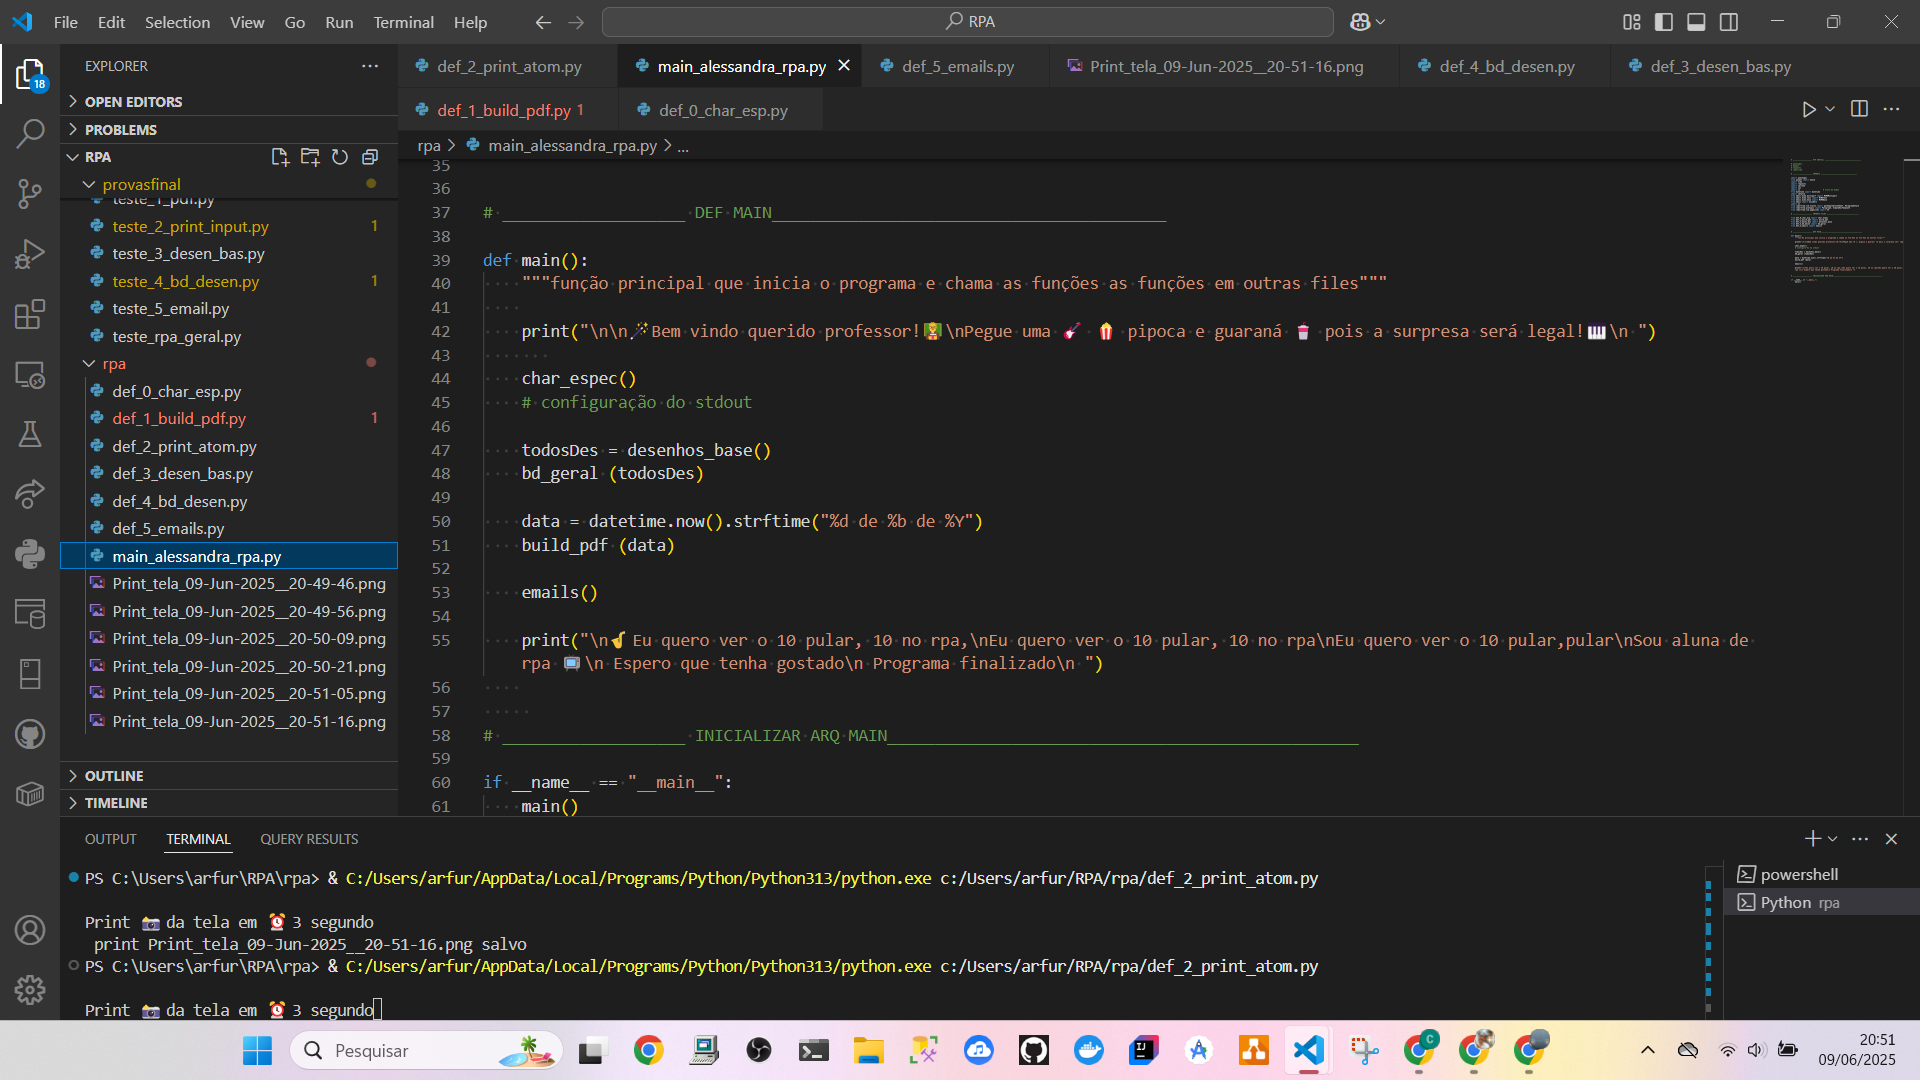 File Edit Selection View Go Run Terminal Help
RPA
EXPLORER
18
OPEN EDITORS
PROBLEMS
RPA
provasfinal
teste_1_pdf.py
teste_2_print_input.py 1
teste_3_desen_bas.py
teste_4_bd_desen.py 1
teste_5_email.py
teste_rpa_geral.py
rpa
def_0_char_esp.py
def_1_build_pdf.py 1
def_2_print_atom.py
def_3_desen_bas.py
def_4_bd_desen.py
def_5_emails.py
main_alessandra_rpa.py
Print_tela_09-Jun-2025__20-49-46.png
Print_tela_09-Jun-2025__20-49-56.png
Print_tela_09-Jun-2025__20-50-09.png
Print_tela_09-Jun-2025__20-50-21.png
Print_tela_09-Jun-2025__20-51-05.png
Print_tela_09-Jun-2025__20-51-16.png
OUTLINE
TIMELINE
def_2_print_atom.py main_alessandra_rpa.py def_5_emails.py Print_tela_09-Jun-2025__20-51-16.png def_4_bd_desen.py def_3_desen_bas.py
def_1_build_pdf.py 1 def_0_char_esp.py
rpa > main_alessandra_rpa.py > ...
35
36
37 # ___________________ DEF MAIN_________________________________________
38
39 def main():
40 """função principal que inicia o programa e chama as funções as funções em outras files"""
41
42 print("\n\n🪄Bem vindo querido professor!👩‍🏫\nPegue uma 🎸 🍿 pipoca e guaraná 🥤 pois a surpresa será legal!🎹\n ")
43
44 char_espec()
45 # configuração do stdout
46
47 todosDes = desenhos_base()
48 bd_geral (todosDes)
49
50 data = datetime.now().strftime("%d de %b de %Y")
51 build_pdf (data)
52
53 emails()
54
55 print("\n🎷Eu quero ver o 10 pular, 10 no rpa,\nEu quero ver o 10 pular, 10 no rpa\nEu quero ver o 10 pular,pular\nSou aluna de
rpa 📺\n Espero que tenha gostado\n Programa finalizado\n ")
56
57
58 # ___________________ INICIALIZAR ARQ MAIN_________________________________________________
59
60 if __name__ == "__main__":
61 main()
OUTPUT TERMINAL QUERY RESULTS
PS C:\Users\arfur\RPA\rpa> & C:/Users/arfur/AppData/Local/Programs/Python/Python313/python.exe c:/Users/arfur/RPA/rpa/def_2_print_atom.py
Print 📸 da tela em ⏰ 3 segundo
print Print_tela_09-Jun-2025__20-51-16.png salvo
PS C:\Users\arfur\RPA\rpa> & C:/Users/arfur/AppData/Local/Programs/Python/Python313/python.exe c:/Users/arfur/RPA/rpa/def_2_print_atom.py
Print 📸 da tela em ⏰ 3 segundo
powershell
Python rpa
Pesquisar
20:51
09/06/2025